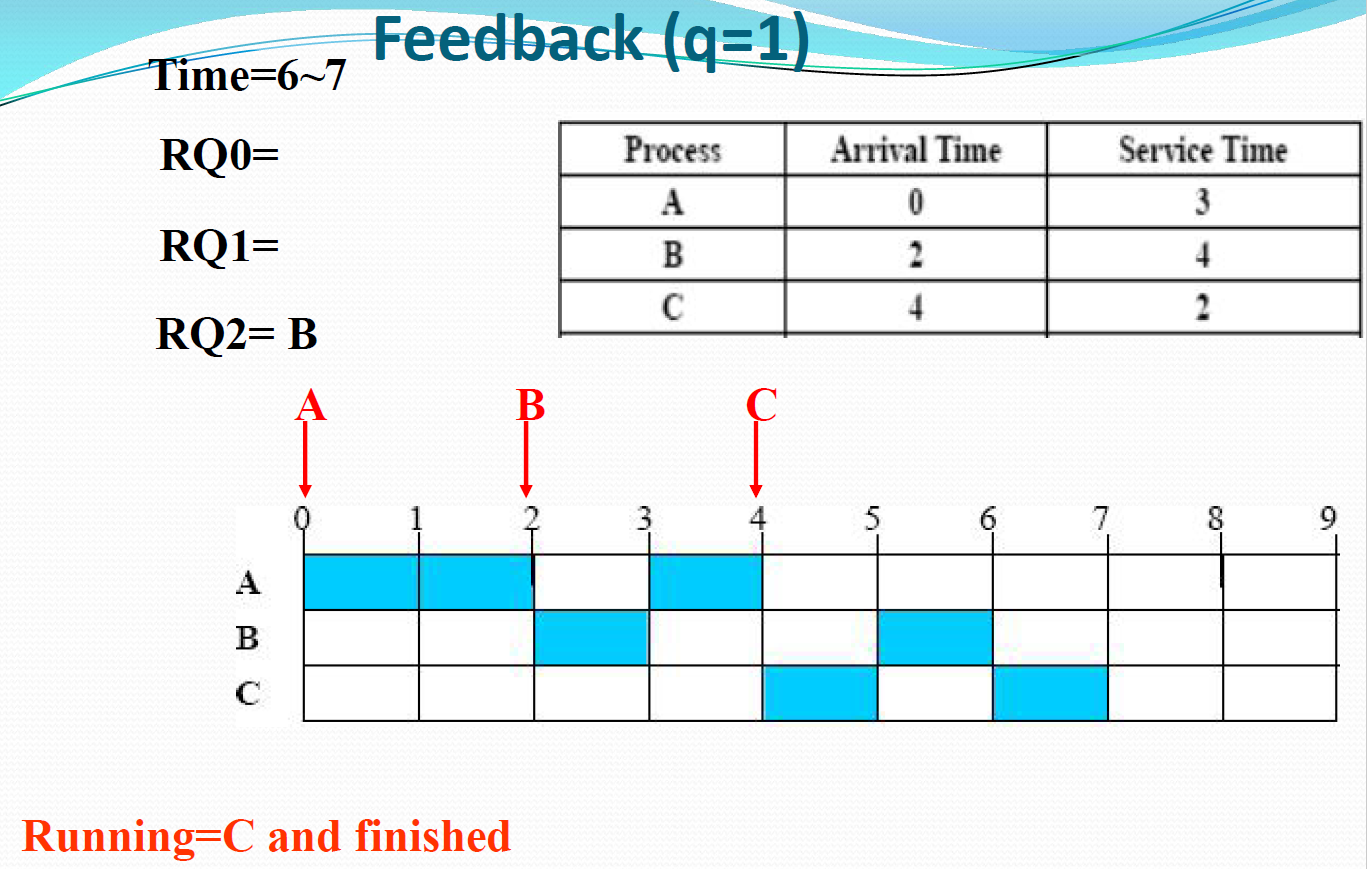 Feedback (q=1)
Time=6~7
RQ0=
RQ1=
RQ2= B
Process Arrival Time Service Time
A 0 3
B 2 4
C 4 2
A B C
0 1 2 3 4 5 6 7 8 9
A
B
C
Running=C and finished